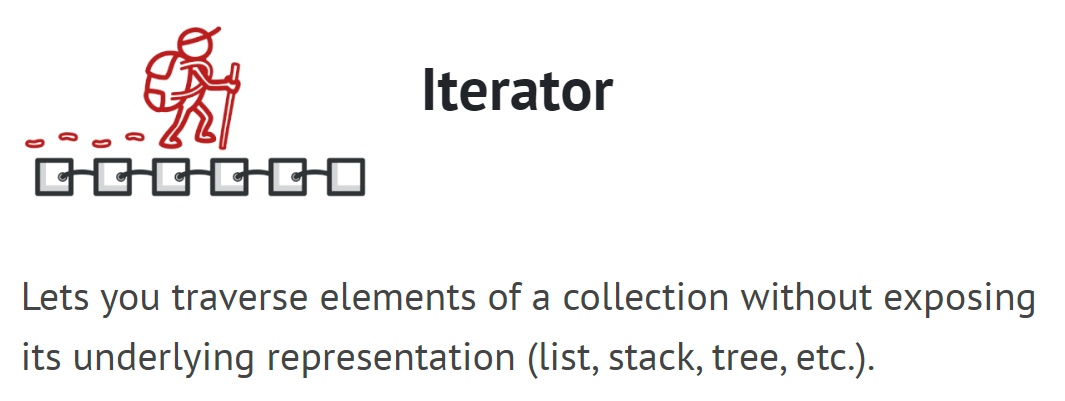 Iterator
Lets you traverse elements of a collection without exposing
its underlying representation (list, stack, tree, etc.).